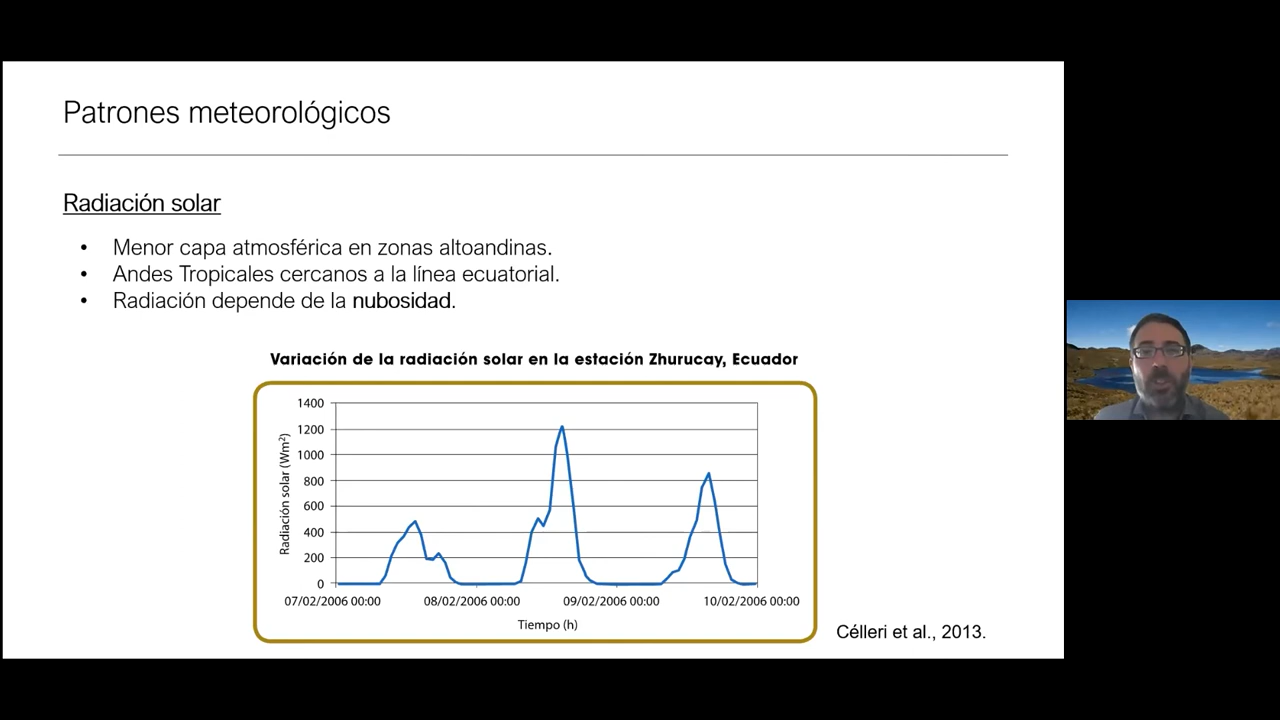 Patrones meteorológicos
Radiación solar
• Menor capa atmosférica en zonas altoandinas.
• Andes Tropicales cercanos a la línea ecuatorial.
• Radiación depende de la nubosidad.
Variación de la radiación solar en la estación Zhurucay, Ecuador
Radiación solar (Wm²)
1400
1200
1000
800
600
400
200
0
07/02/2006 00:00 08/02/2006 00:00 09/02/2006 00:00 10/02/2006 00:00
Tiempo (h)
Célleri et al., 2013.